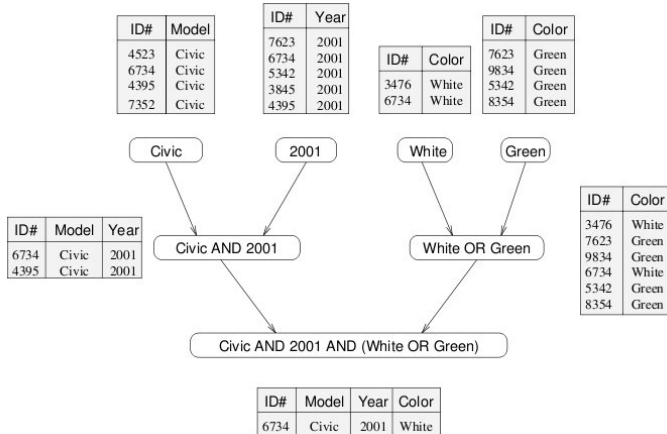 ID# Model
4523 Civic
6734 Civic
4395 Civic
7352 Civic
ID# Year
7623 2001
6734 2001
5342 2001
3845 2001
4395 2001
ID# Color
3476 White
6734 White
ID# Color
7623 Green
9834 Green
5342 Green
8354 Green
Civic
2001
White
Green
ID# Model Year
6734 Civic 2001
4395 Civic 2001
Civic AND 2001
White OR Green
ID# Color
3476 White
7623 Green
9834 Green
6734 White
5342 Green
8354 Green
Civic AND 2001 AND (White OR Green)
ID# Model Year Color
6734 Civic 2001 White